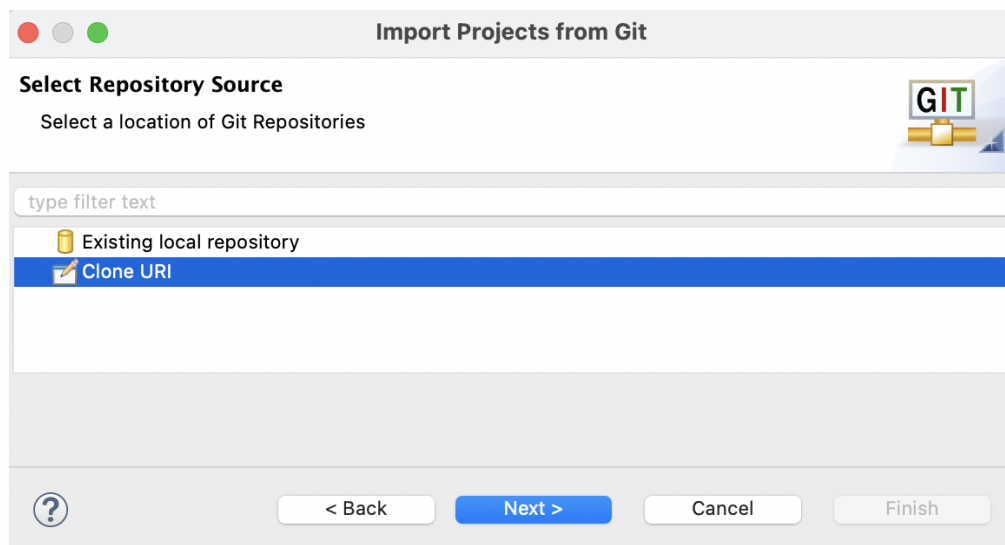 Import Projects from Git
Select Repository Source
Select a location of Git Repositories
GIT
type filter text
Existing local repository
Clone URI
?
< Back
Next >
Cancel
Finish